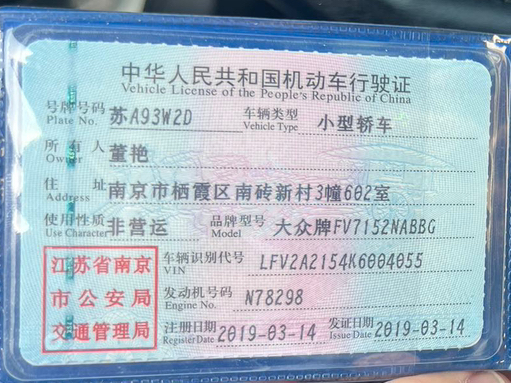 中华人民共和国机动车行驶证
Vehicle License of the People's Republic of China
号牌号码 苏A93W2D 车辆类型 小型轿车
Plate No. Vehicle Type
所有人 董艳
Owner
住址 南京市栖霞区南砖新村3幢602室
Address
使用性质 非营运 品牌型号 大众牌FV7152NABBG
Use Character Model
江苏省南京市公安局交通管理局
车辆识别代号 LFV2A2154K6004055
VIN
发动机号码 N78298
Engine No.
注册日期 2019-03-14 发证日期 2019-03-14
Register Date Issue Date